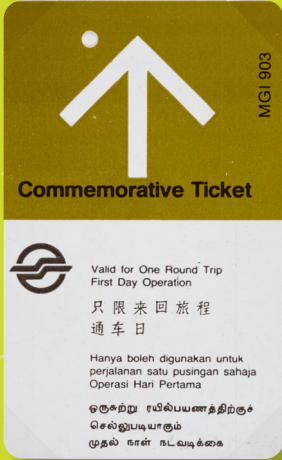 MGI 903
Commemorative Ticket
Valid for One Round Trip
First Day Operation
只限来回旅程
通车日
Hanya boleh digunakan untuk
perjalanan satu pusingan sahaja
Operasi Hari Pertama
ஒருசுற்று ரயில்பயணத்திற்குச்
செல்லுபடியாகும்
முதல் நாள் நடவடிக்கை